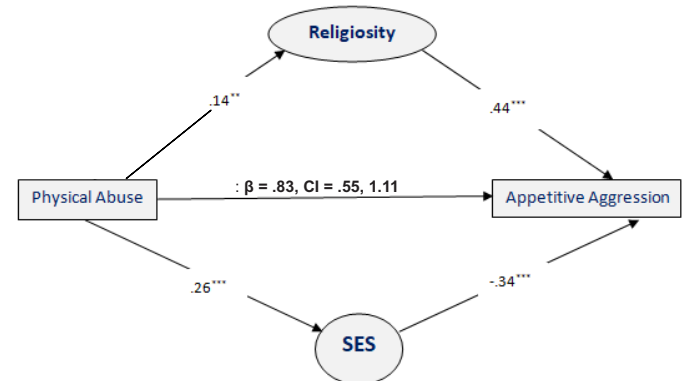 Religiosity
.14**
.44***
: β = .83, CI = .55, 1.11
Physical Abuse
Appetitive Aggression
.26***
-.34***
SES